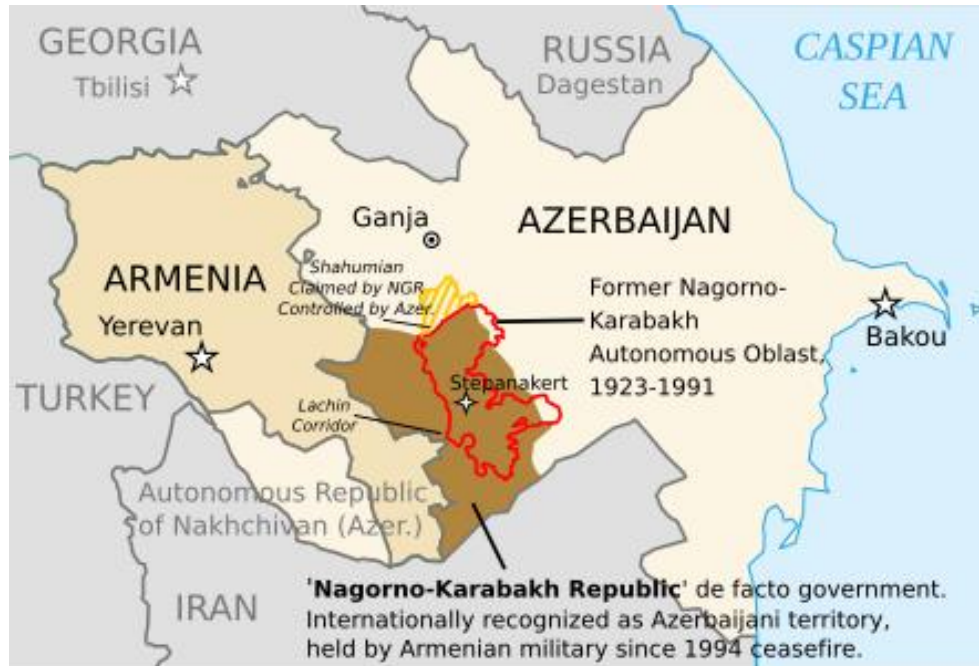 GEORGIA
Tbilisi
RUSSIA
Dagestan
CASPIAN
SEA
Ganja
AZERBAIJAN
ARMENIA
Yerevan
Shahumian
Claimed by NGR
Controlled by Azer.
Former Nagorno-
Karabakh
Autonomous Oblast,
1923-1991
Bakou
TURKEY
Stepanakert
Lachin
Corridor
Autonomous Republic
of Nakhchivan (Azer.)
IRAN
'Nagorno-Karabakh Republic' de facto government.
Internationally recognized as Azerbaijani territory,
held by Armenian military since 1994 ceasefire.